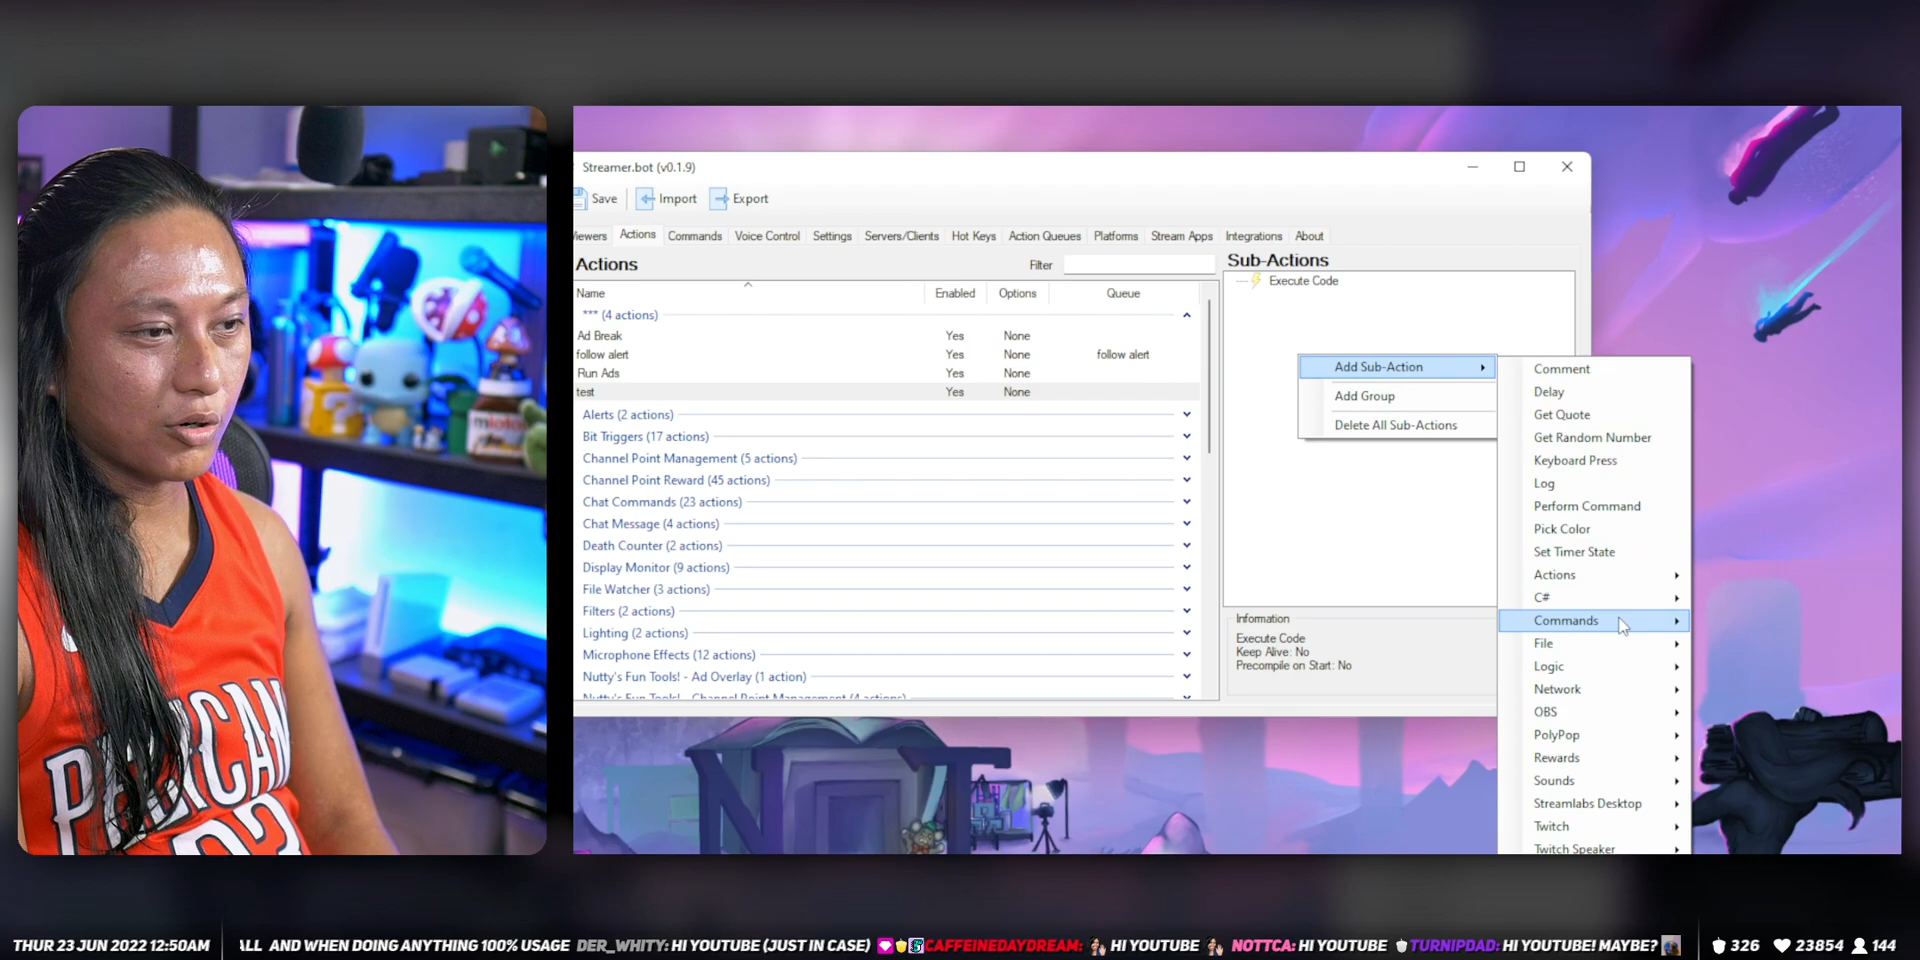 Streamer.bot (v0.1.9)
Save Import Export
Actions Commands Voice Control Settings Servers/Clients Hot Keys Action Queues Platforms Stream Apps Integrations About
Actions
Filter
Name Enabled Options Queue
*** (4 actions)
Ad Break Yes None
follow alert Yes None follow alert
Run Ads Yes None
test Yes None
Alerts (2 actions)
Bit Triggers (17 actions)
Channel Point Management (5 actions)
Channel Point Reward (45 actions)
Chat Commands (23 actions)
Chat Message (4 actions)
Death Counter (2 actions)
Display Monitor (9 actions)
File Watcher (3 actions)
Filters (2 actions)
Lighting (2 actions)
Microphone Effects (12 actions)
Nutty's Fun Tools! - Ad Overlay (1 action)
Nutty's Fun Tools! - Channel Point Management (4 actions)
Sub-Actions
Execute Code
Add Sub-Action
Add Group
Delete All Sub-Actions
Comment
Delay
Get Quote
Get Random Number
Keyboard Press
Log
Perform Command
Pick Color
Set Timer State
Actions
C#
Commands
File
Logic
Network
OBS
PolyPop
Rewards
Sounds
Streamlabs Desktop
Twitch
Twitch Speaker
Information
Execute Code
Keep Alive: No
Precompile on Start: No
THUR 23 JUN 2022 12:50AM
AND WHEN DOING ANYTHING 100% USAGE DER_WHITY: HI YOUTUBE (JUST IN CASE) CAFFEINEDAYDREAM: HI YOUTUBE NOTTCA: HI YOUTUBE TURNIPDAD: HI YOUTUBE! MAYBE?
326 23854 144